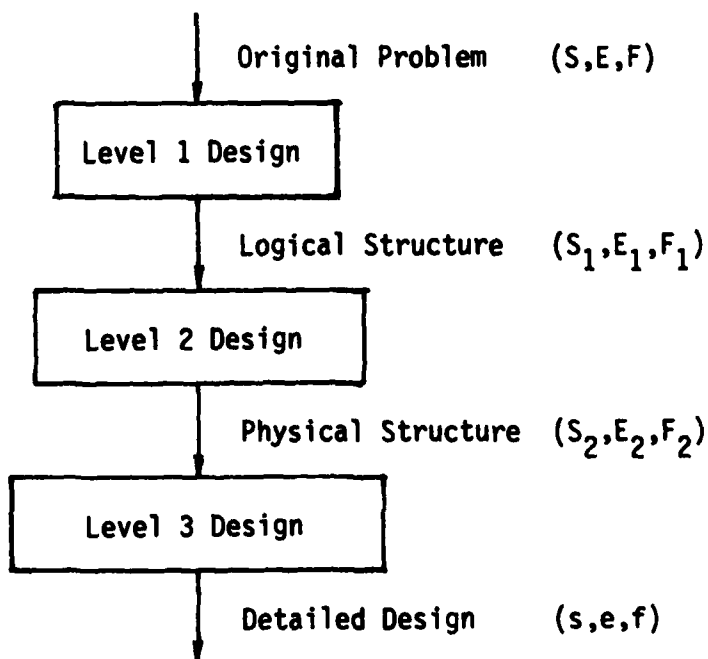 Original Problem (S,E,F)
Level 1 Design
Logical Structure (S₁,E₁,F₁)
Level 2 Design
Physical Structure (S₂,E₂,F₂)
Level 3 Design
Detailed Design (s,e,f)